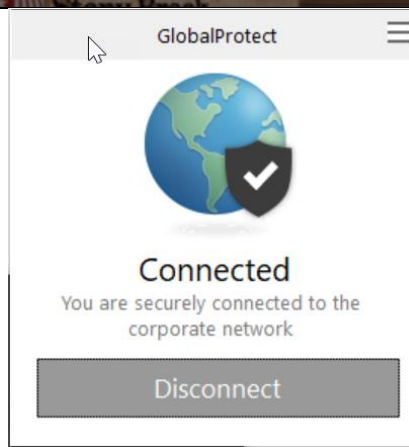 GlobalProtect
Connected
You are securely connected to the
corporate network
Disconnect